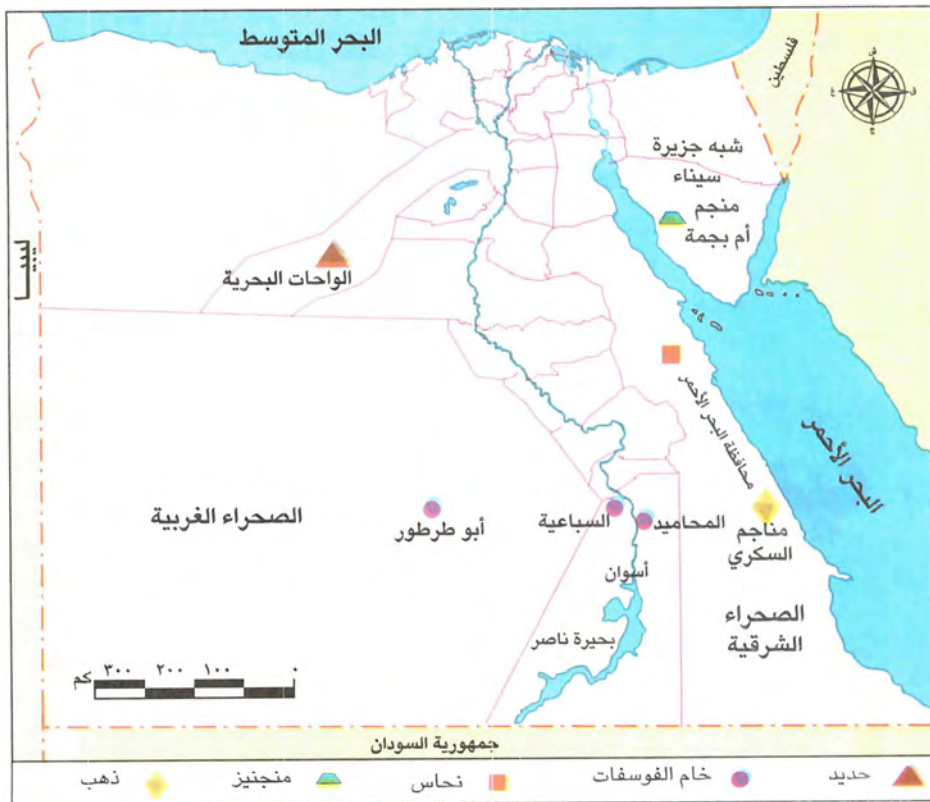 البحر المتوسط
فلسطين
ش
ق
ج
غ
شبه جزيرة
سيناء
منجم
أم بجمة
ليبيا
الواحات البحرية
محافظة البحر الأحمر
البحر الأحمر
الصحراء الغربية
أبو طرطور
السباعية
المحاميد
مناجم
السكري
أسوان
الصحراء
الشرقية
بحيرة ناصر
٣٠٠ ٢٠٠ ١٠٠ ٠
كم
جمهورية السودان
حديد
خام الفوسفات
نحاس
منجنيز
ذهب